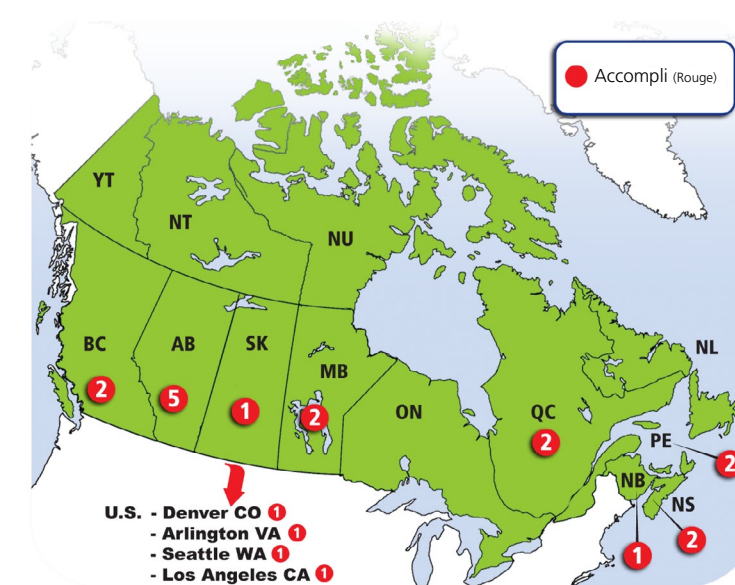 Accompli (Rouge)
YT
NT
NU
BC
AB
SK
MB
ON
QC
NL
PE
NB
NS
2
5
1
2
2
2
1
2
U.S. - Denver CO 1
- Arlington VA 1
- Seattle WA 1
- Los Angeles CA 1